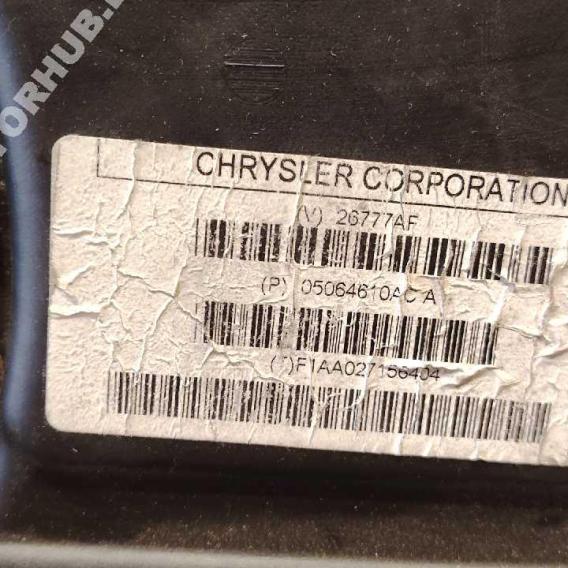 CHRYSLER CORPORATION
(V) 26777AF
(P) 05064610AC A
F1AA027156404